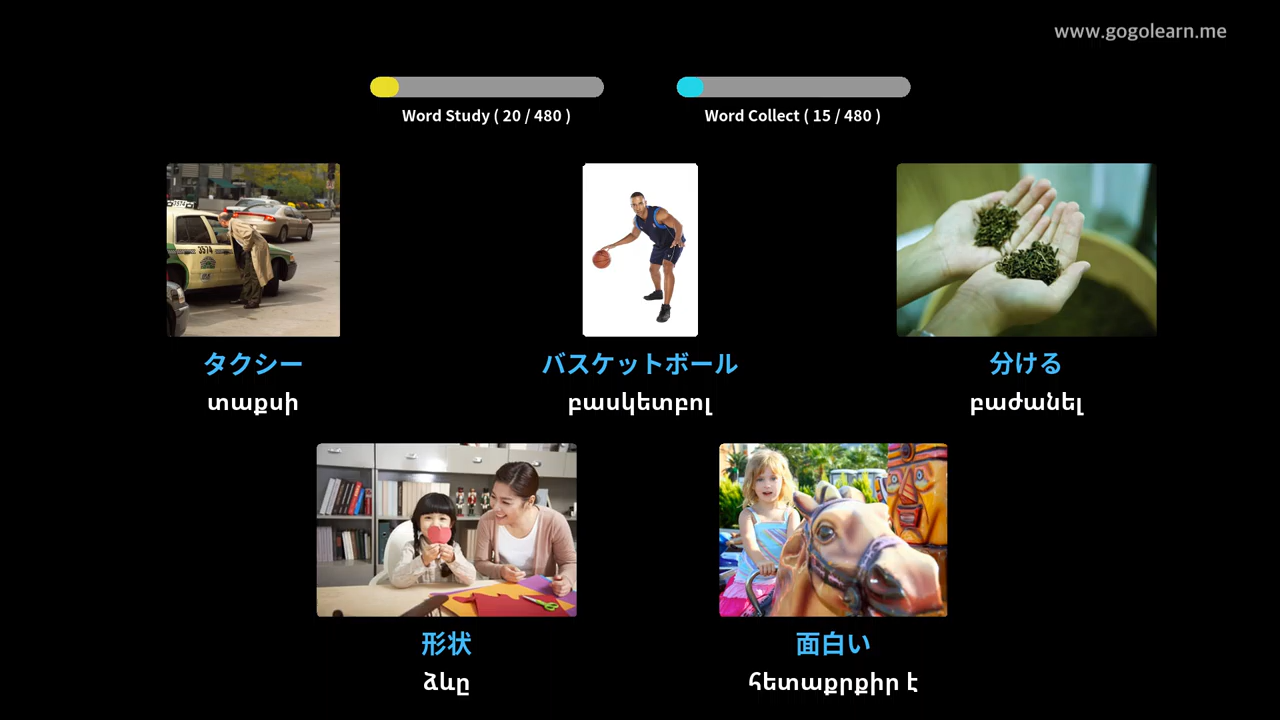 www.gogolearn.me
Word Study ( 20 / 480 )
Word Collect ( 15 / 480 )
3574
タクシー
տաքսի
バスケットボール
բասկետբոլ
分ける
բաժանել
形状
ձևը
面白い
հետաքրքիր է